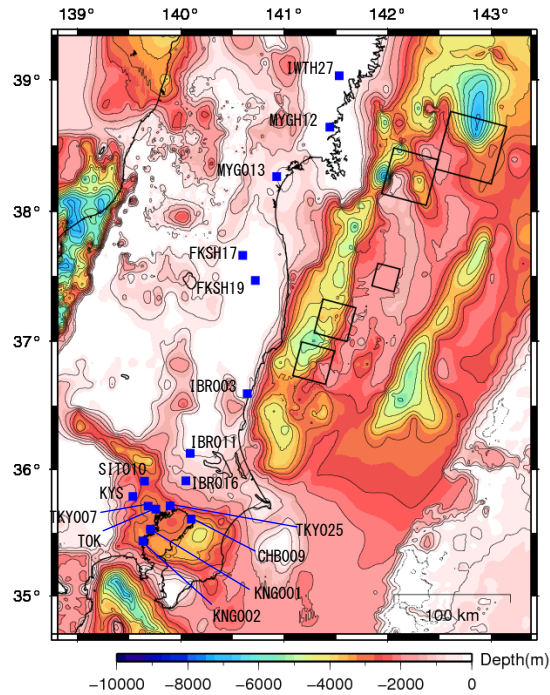 139° 140° 141° 142° 143°
39°
38°
37°
36°
35°
IWTH27
MYGH12
MYG013
FKSH17
FKSH19
IBR003
IBR011
SIT010
IBR016
KYS
TKY007
TKY025
TOK
CHB009
KNG001
KNG002
100 km
Depth(m)
−10000 −8000 −6000 −4000 −2000 0